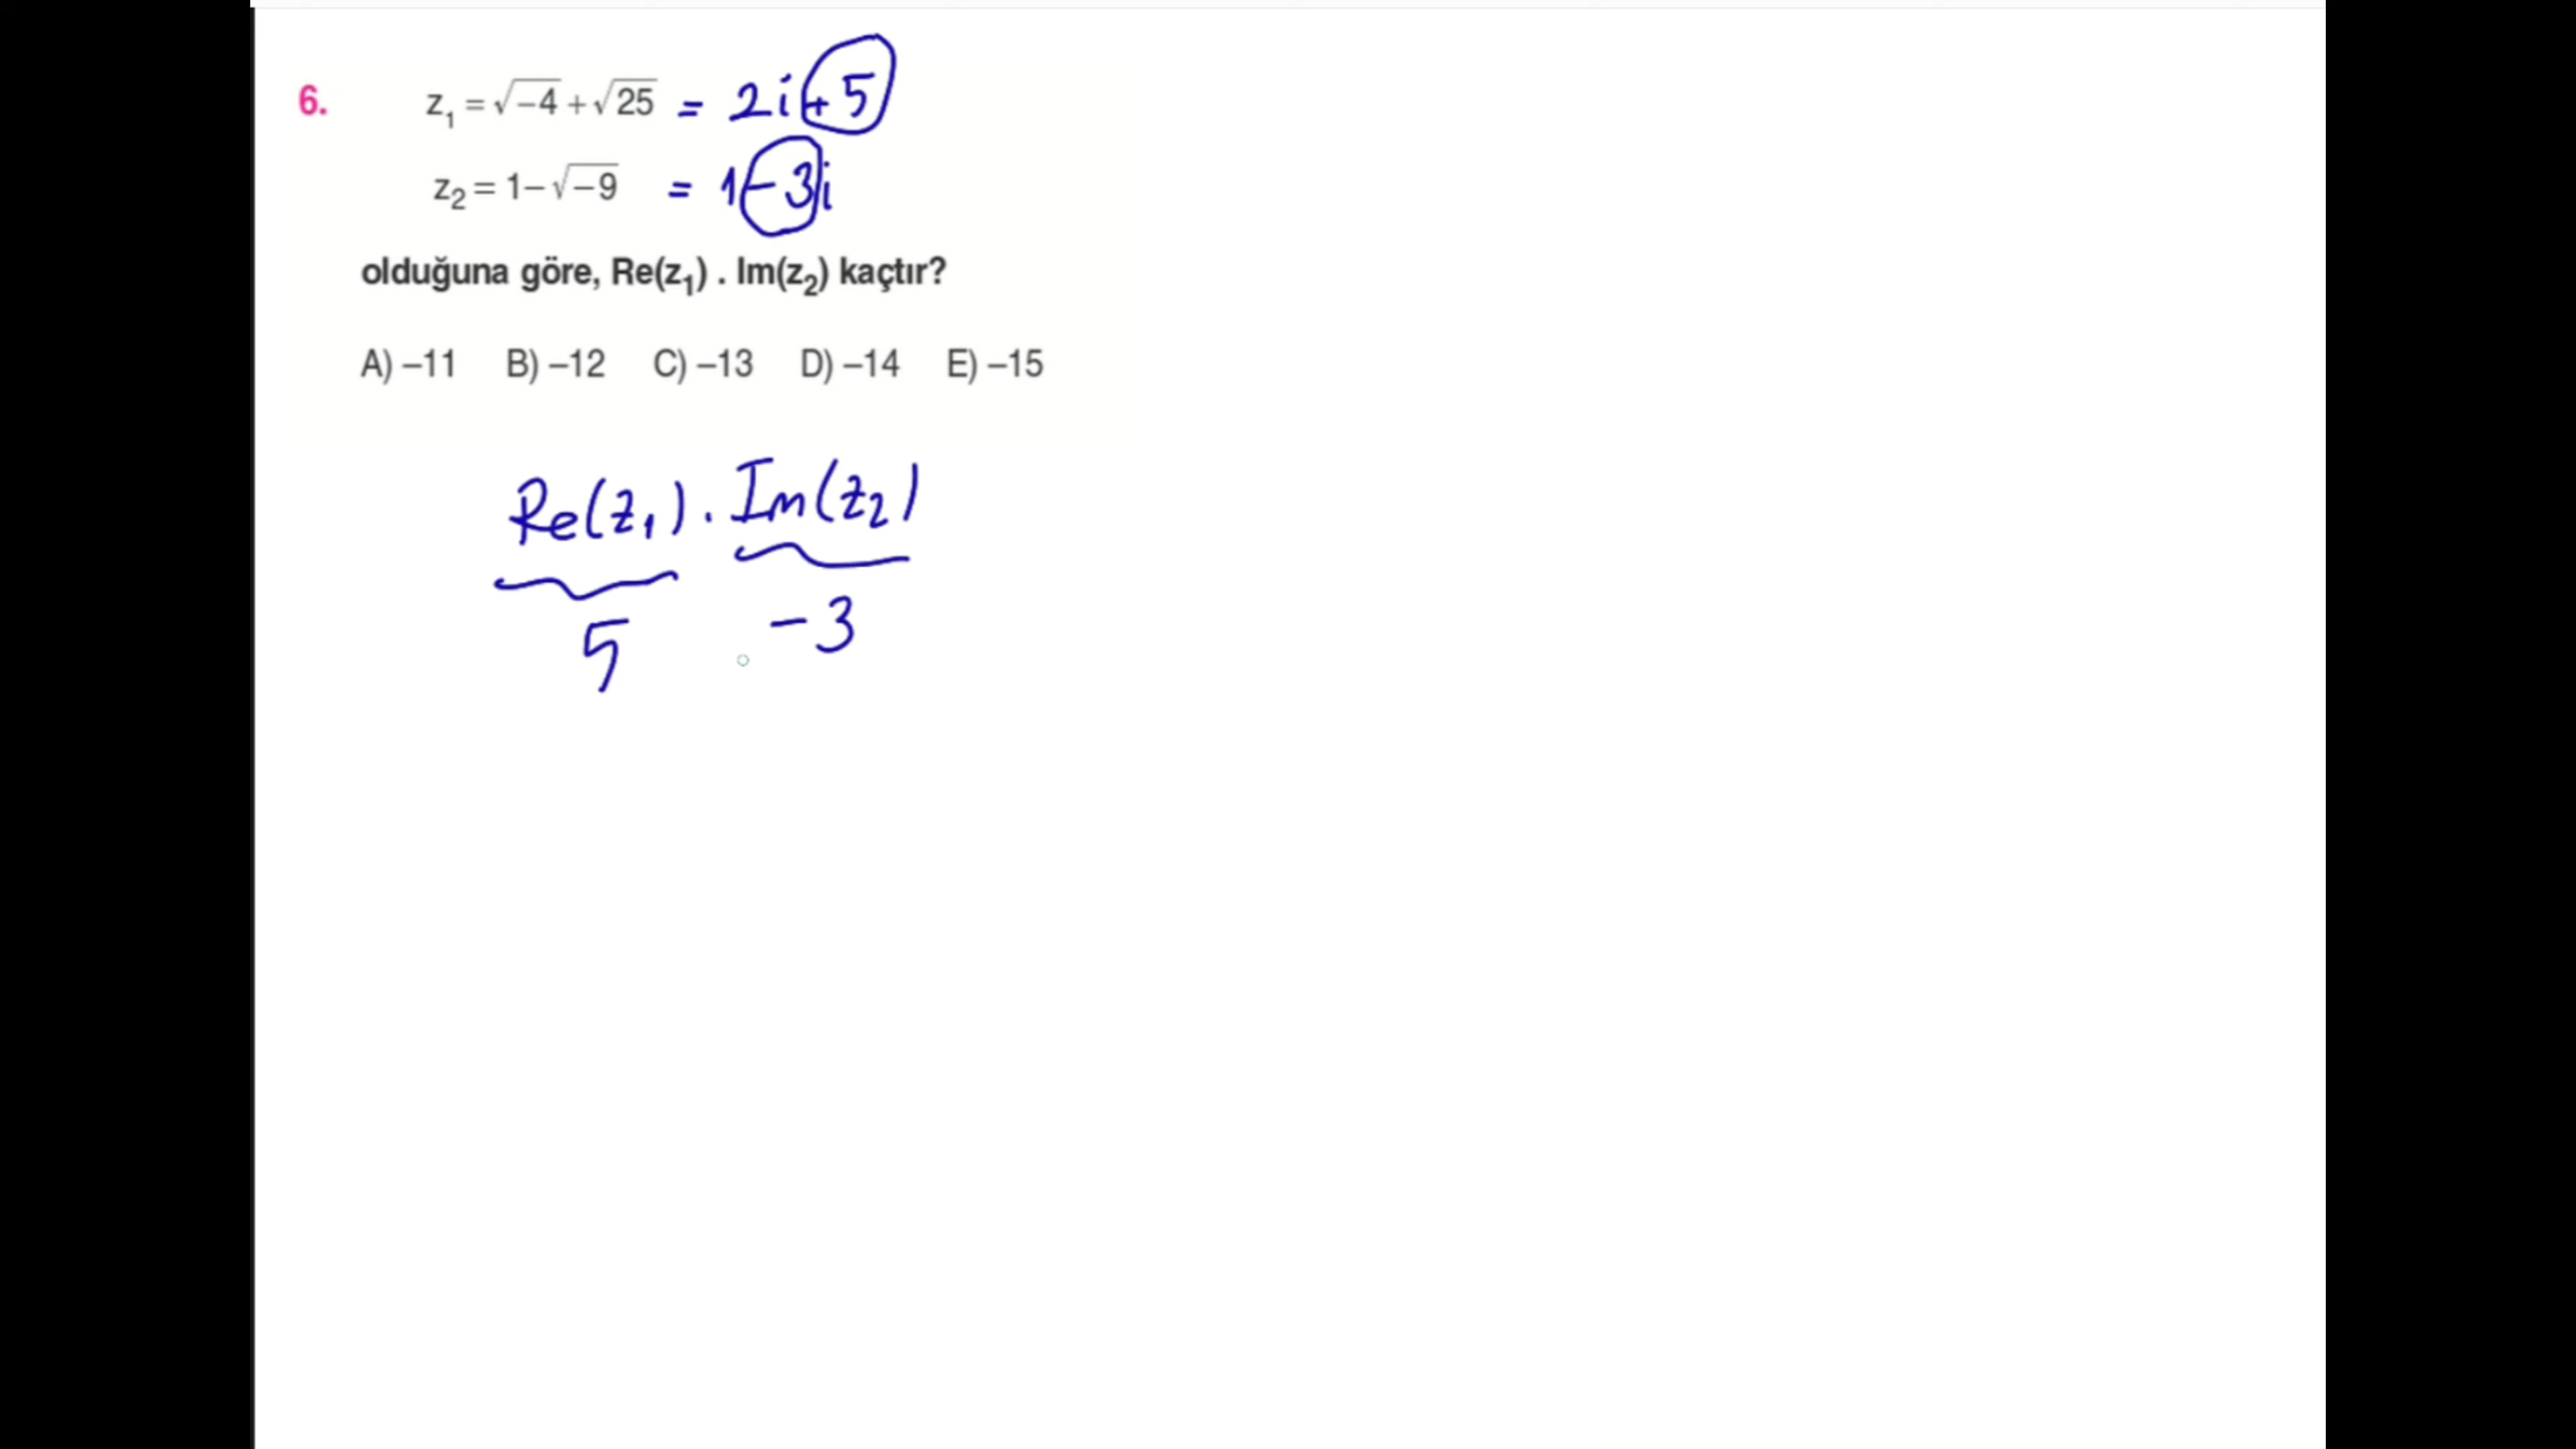 6. z₁ = √−4 + √25 = 2i + 5
z₂ = 1− √−9 = 1 − 3i
olduğuna göre, Re(z₁) . Im(z₂) kaçtır?
A) –11 B) –12 C) –13 D) –14 E) –15
Re(z₁) . Im(z₂)
5 −3